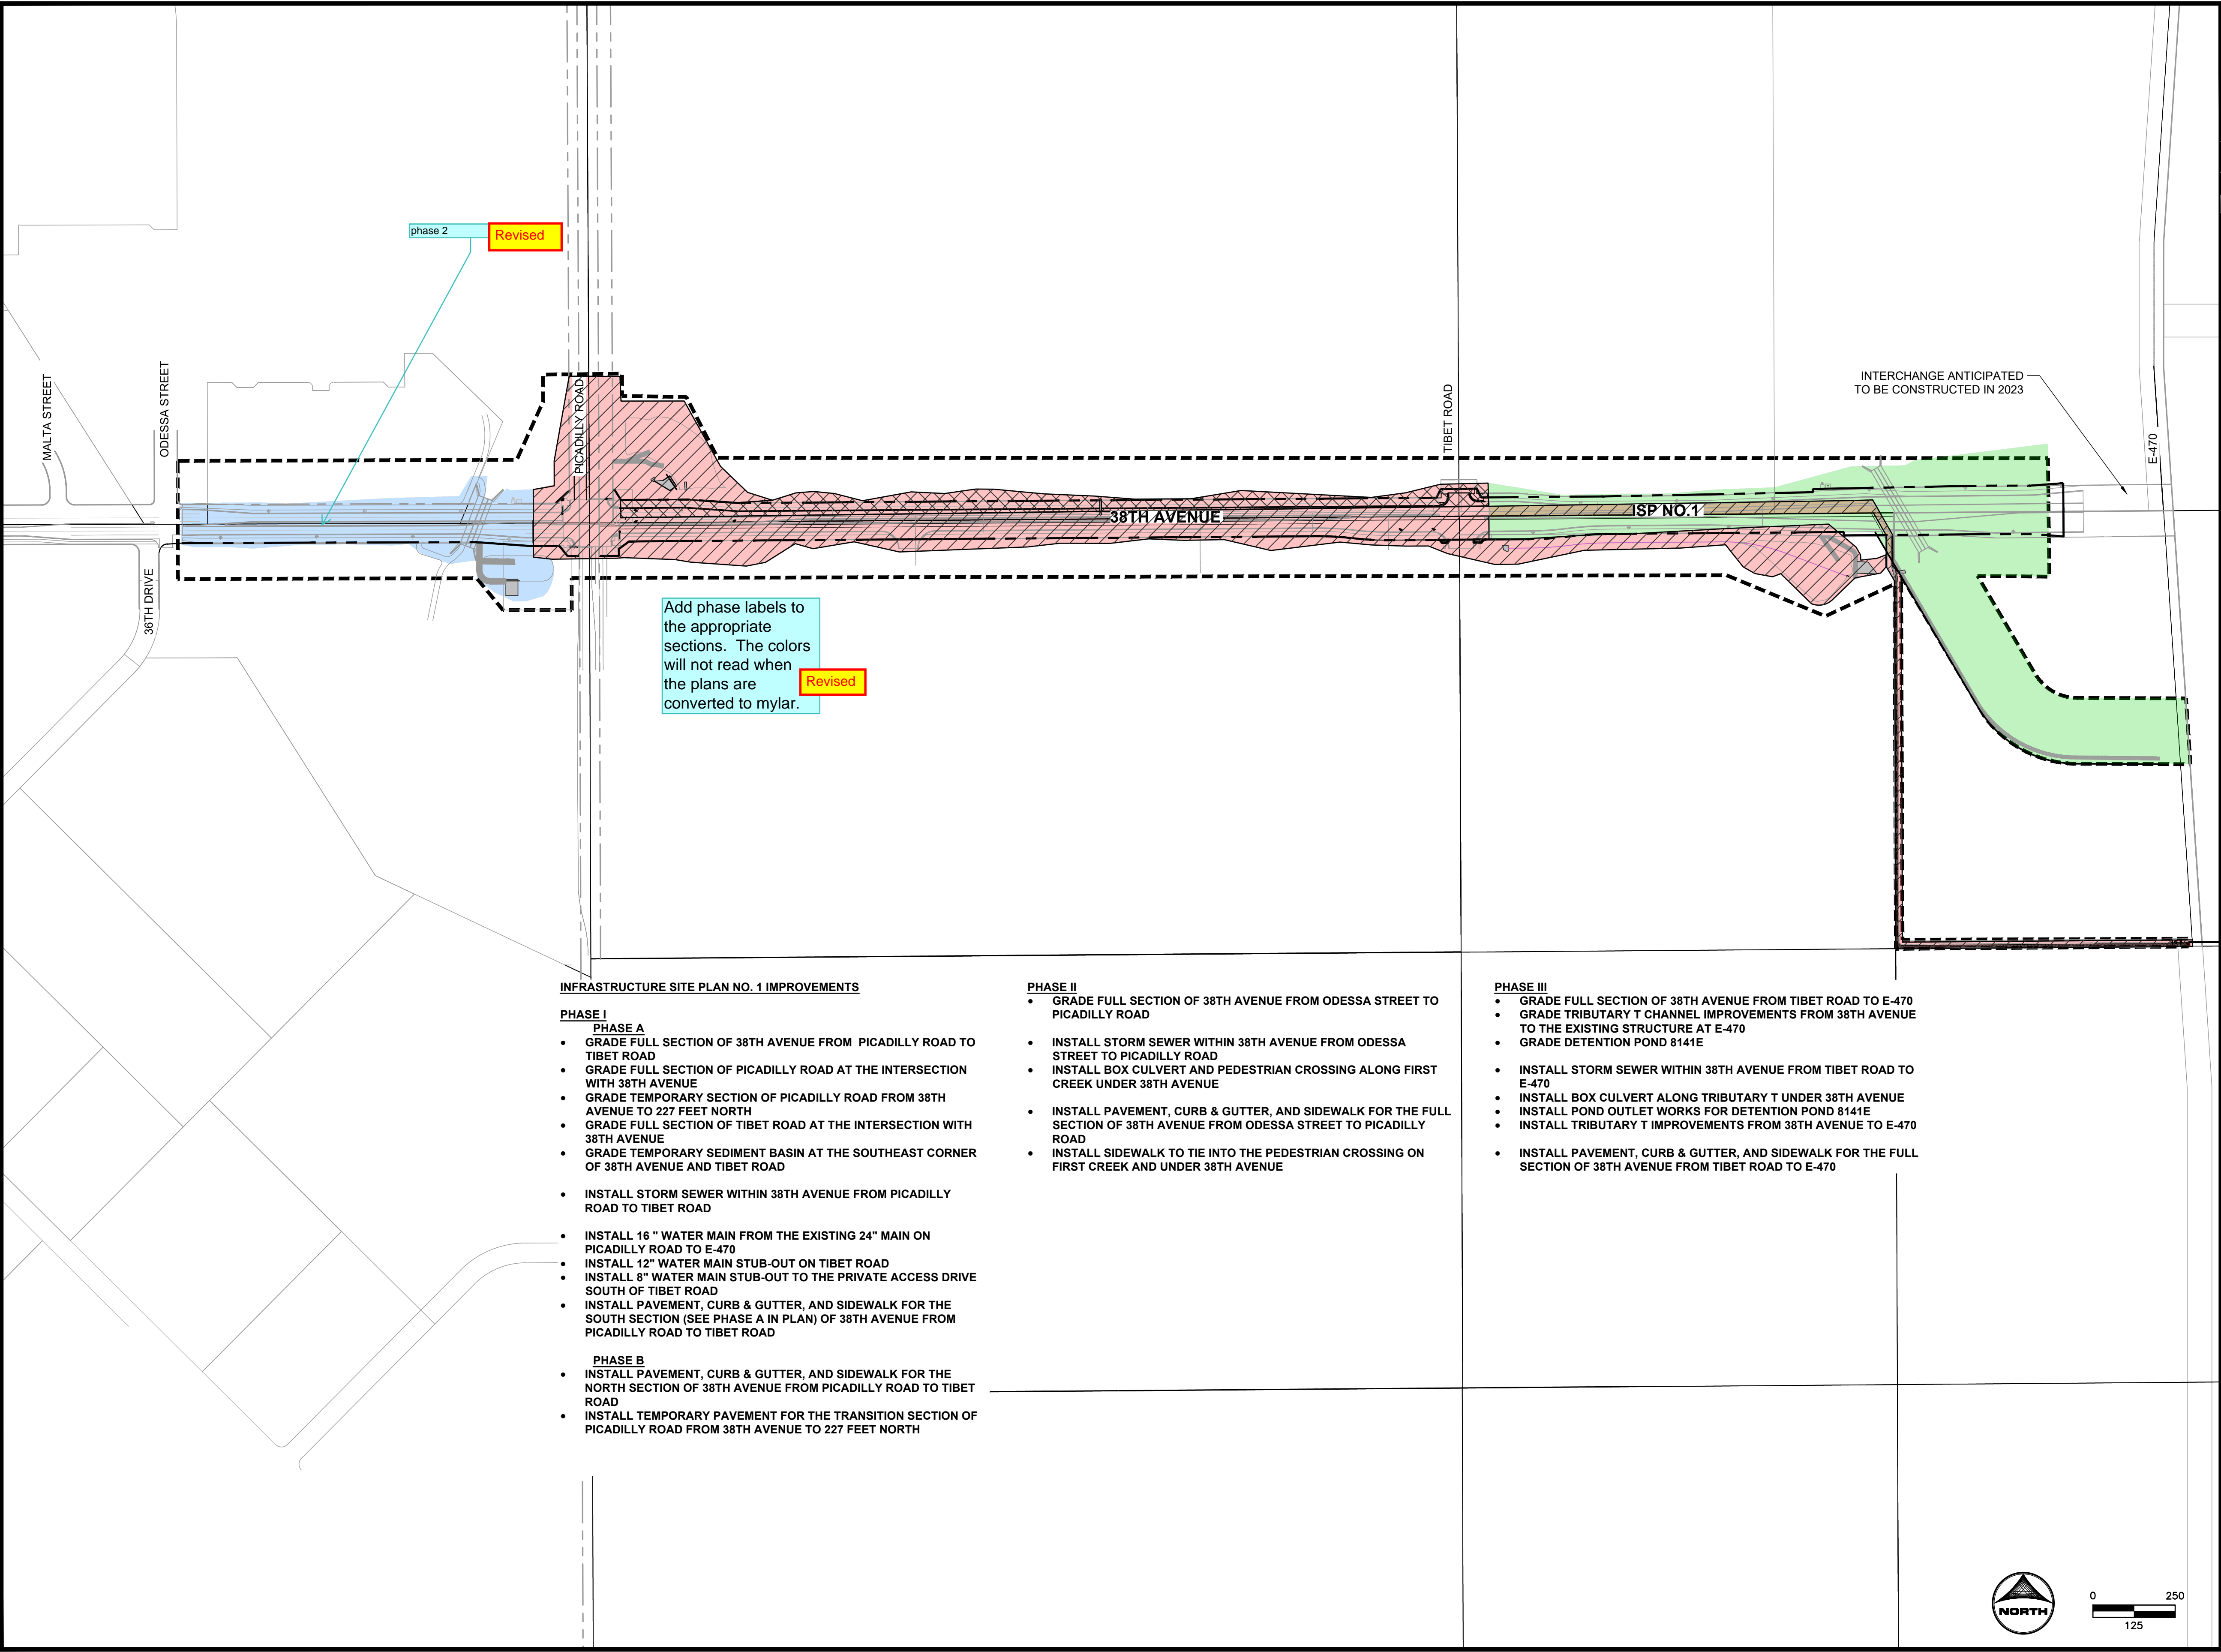 phase 2
Revised
MALTA STREET
ODESSA STREET
36TH DRIVE
PICADILLY ROAD
TIBET ROAD
INTERCHANGE ANTICIPATED
TO BE CONSTRUCTED IN 2023
E-470
38TH AVENUE
ISP NO.1
Add phase labels to
the appropriate
sections. The colors
will not read when
the plans are
converted to mylar.
Revised
INFRASTRUCTURE SITE PLAN NO. 1 IMPROVEMENTS
PHASE I
PHASE A
• GRADE FULL SECTION OF 38TH AVENUE FROM PICADILLY ROAD TO
TIBET ROAD
• GRADE FULL SECTION OF PICADILLY ROAD AT THE INTERSECTION
WITH 38TH AVENUE
• GRADE TEMPORARY SECTION OF PICADILLY ROAD FROM 38TH
AVENUE TO 227 FEET NORTH
• GRADE FULL SECTION OF TIBET ROAD AT THE INTERSECTION WITH
38TH AVENUE
• GRADE TEMPORARY SEDIMENT BASIN AT THE SOUTHEAST CORNER
OF 38TH AVENUE AND TIBET ROAD
• INSTALL STORM SEWER WITHIN 38TH AVENUE FROM PICADILLY
ROAD TO TIBET ROAD
• INSTALL 16 " WATER MAIN FROM THE EXISTING 24" MAIN ON
PICADILLY ROAD TO E-470
• INSTALL 12" WATER MAIN STUB-OUT ON TIBET ROAD
• INSTALL 8" WATER MAIN STUB-OUT TO THE PRIVATE ACCESS DRIVE
SOUTH OF TIBET ROAD
• INSTALL PAVEMENT, CURB & GUTTER, AND SIDEWALK FOR THE
SOUTH SECTION (SEE PHASE A IN PLAN) OF 38TH AVENUE FROM
PICADILLY ROAD TO TIBET ROAD
PHASE B
• INSTALL PAVEMENT, CURB & GUTTER, AND SIDEWALK FOR THE
NORTH SECTION OF 38TH AVENUE FROM PICADILLY ROAD TO TIBET
ROAD
• INSTALL TEMPORARY PAVEMENT FOR THE TRANSITION SECTION OF
PICADILLY ROAD FROM 38TH AVENUE TO 227 FEET NORTH
PHASE II
• GRADE FULL SECTION OF 38TH AVENUE FROM ODESSA STREET TO
PICADILLY ROAD
• INSTALL STORM SEWER WITHIN 38TH AVENUE FROM ODESSA
STREET TO PICADILLY ROAD
• INSTALL BOX CULVERT AND PEDESTRIAN CROSSING ALONG FIRST
CREEK UNDER 38TH AVENUE
• INSTALL PAVEMENT, CURB & GUTTER, AND SIDEWALK FOR THE FULL
SECTION OF 38TH AVENUE FROM ODESSA STREET TO PICADILLY
ROAD
• INSTALL SIDEWALK TO TIE INTO THE PEDESTRIAN CROSSING ON
FIRST CREEK AND UNDER 38TH AVENUE
PHASE III
• GRADE FULL SECTION OF 38TH AVENUE FROM TIBET ROAD TO E-470
• GRADE TRIBUTARY T CHANNEL IMPROVEMENTS FROM 38TH AVENUE
TO THE EXISTING STRUCTURE AT E-470
• GRADE DETENTION POND 8141E
• INSTALL STORM SEWER WITHIN 38TH AVENUE FROM TIBET ROAD TO
E-470
• INSTALL BOX CULVERT ALONG TRIBUTARY T UNDER 38TH AVENUE
• INSTALL POND OUTLET WORKS FOR DETENTION POND 8141E
• INSTALL TRIBUTARY T IMPROVEMENTS FROM 38TH AVENUE TO E-470
• INSTALL PAVEMENT, CURB & GUTTER, AND SIDEWALK FOR THE FULL
SECTION OF 38TH AVENUE FROM TIBET ROAD TO E-470
NORTH
0 250
125